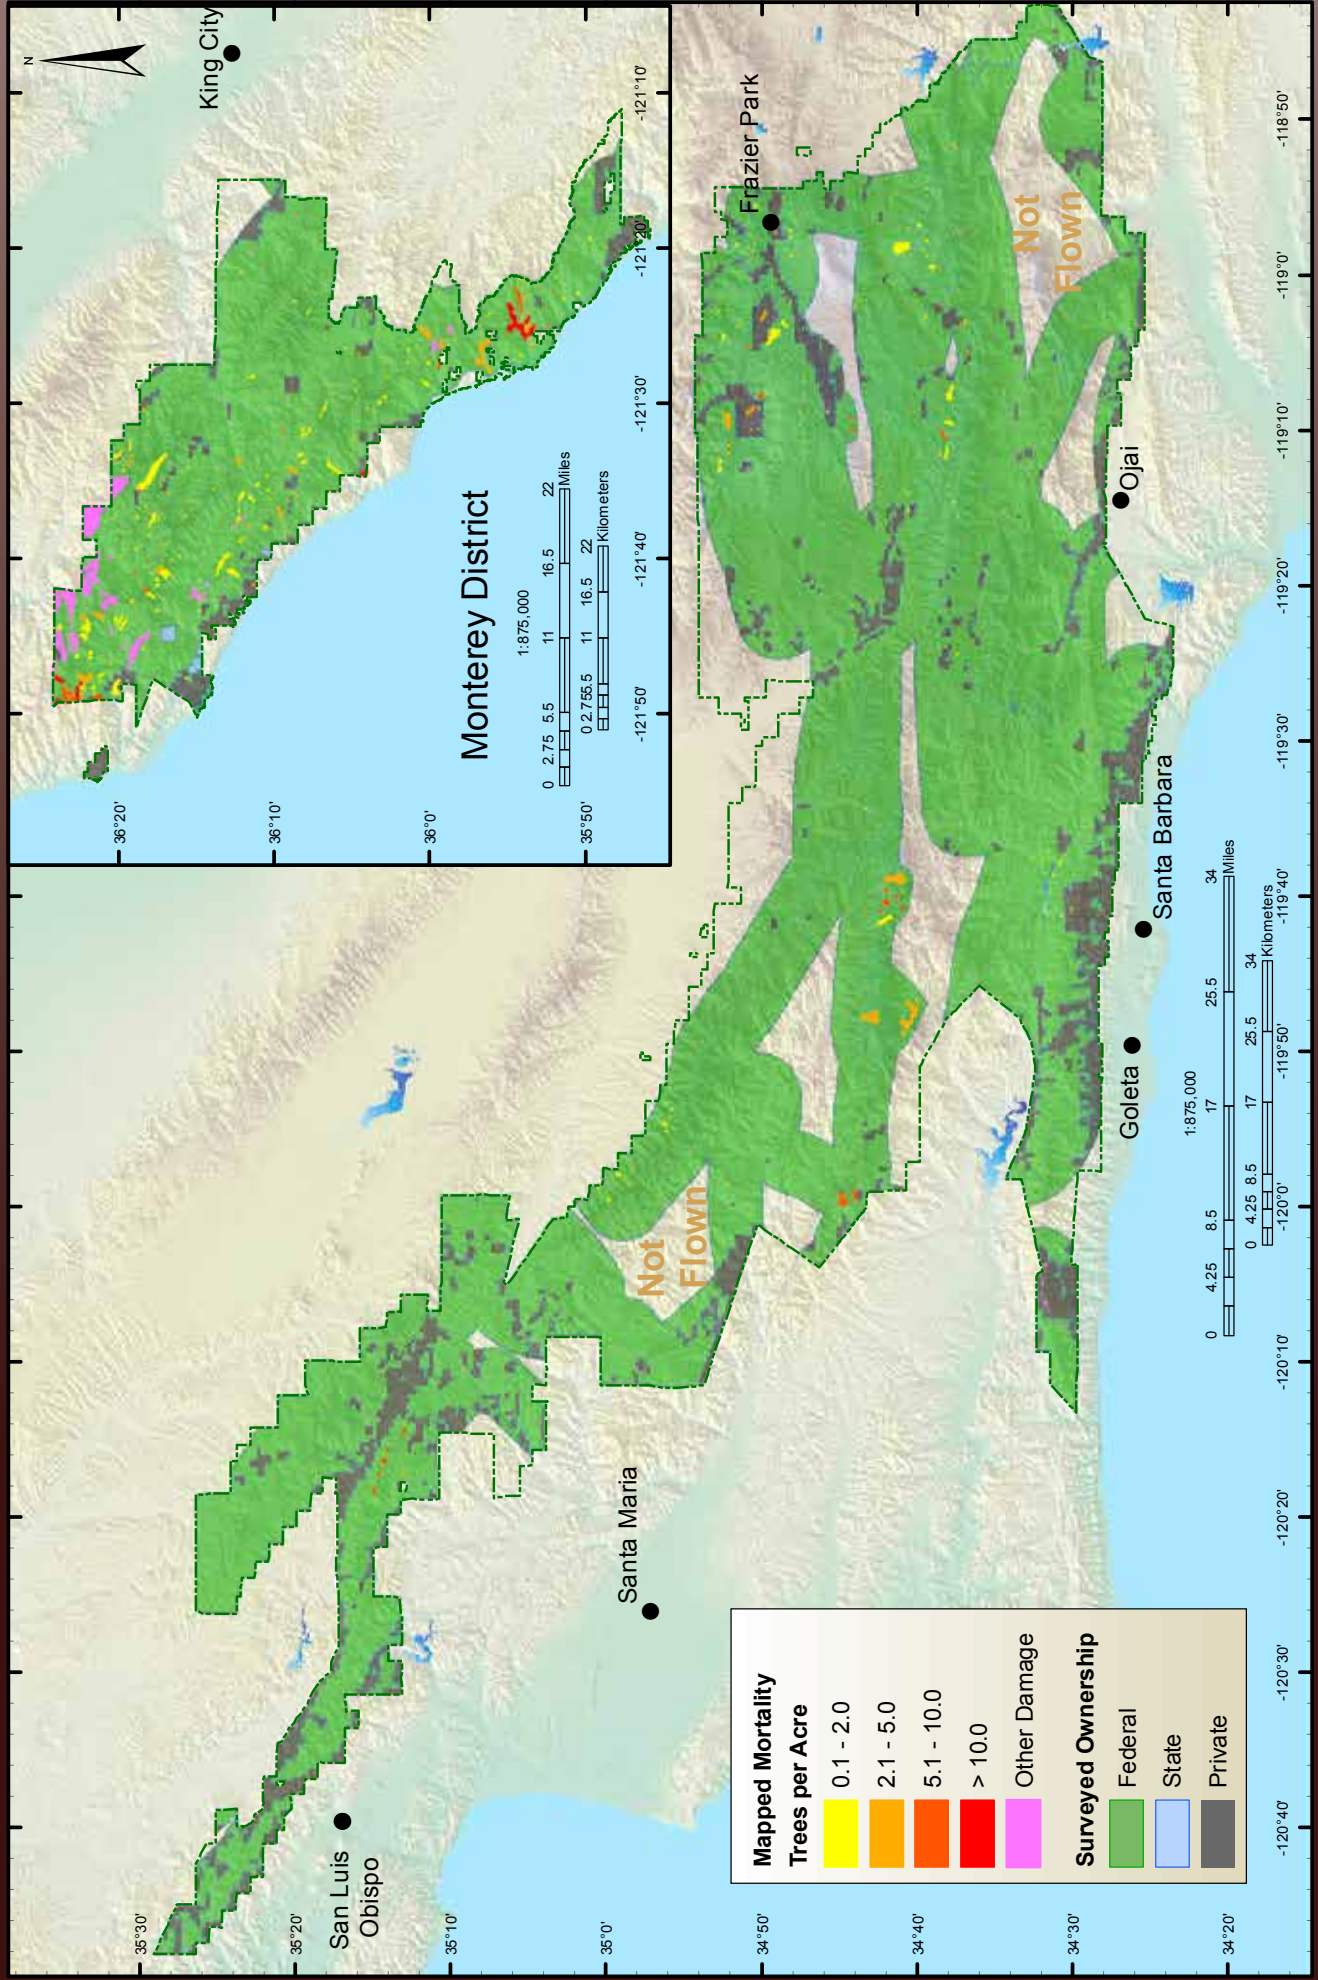 N
King City
36°20'
36°10'
36°0'
35°50'
-121°50'
-121°40'
-121°30'
-121°20'
-121°10'
Monterey District
1:875,000
0 2.75 5.5 11 16.5 22
Miles
0 2.75 5.5 11 16.5 22
Kilometers
Frazier Park
Not
Flown
Ojai
Santa Barbara
Goleta
Not
Flown
Santa Maria
San Luis
Obispo
1:875,000
0 4.25 8.5 17 25.5 34
Miles
0 4.25 8.5 17 25.5 34
Kilometers
Mapped Mortality
Trees per Acre
0.1 - 2.0
2.1 - 5.0
5.1 - 10.0
> 10.0
Other Damage
Surveyed Ownership
Federal
State
Private
35°30'
35°20'
35°10'
35°0'
34°50'
34°40'
34°30'
34°20'
-120°40'
-120°30'
-120°20'
-120°10'
-120°0'
-119°50'
-119°40'
-119°30'
-119°20'
-119°10'
-119°0'
-118°50'